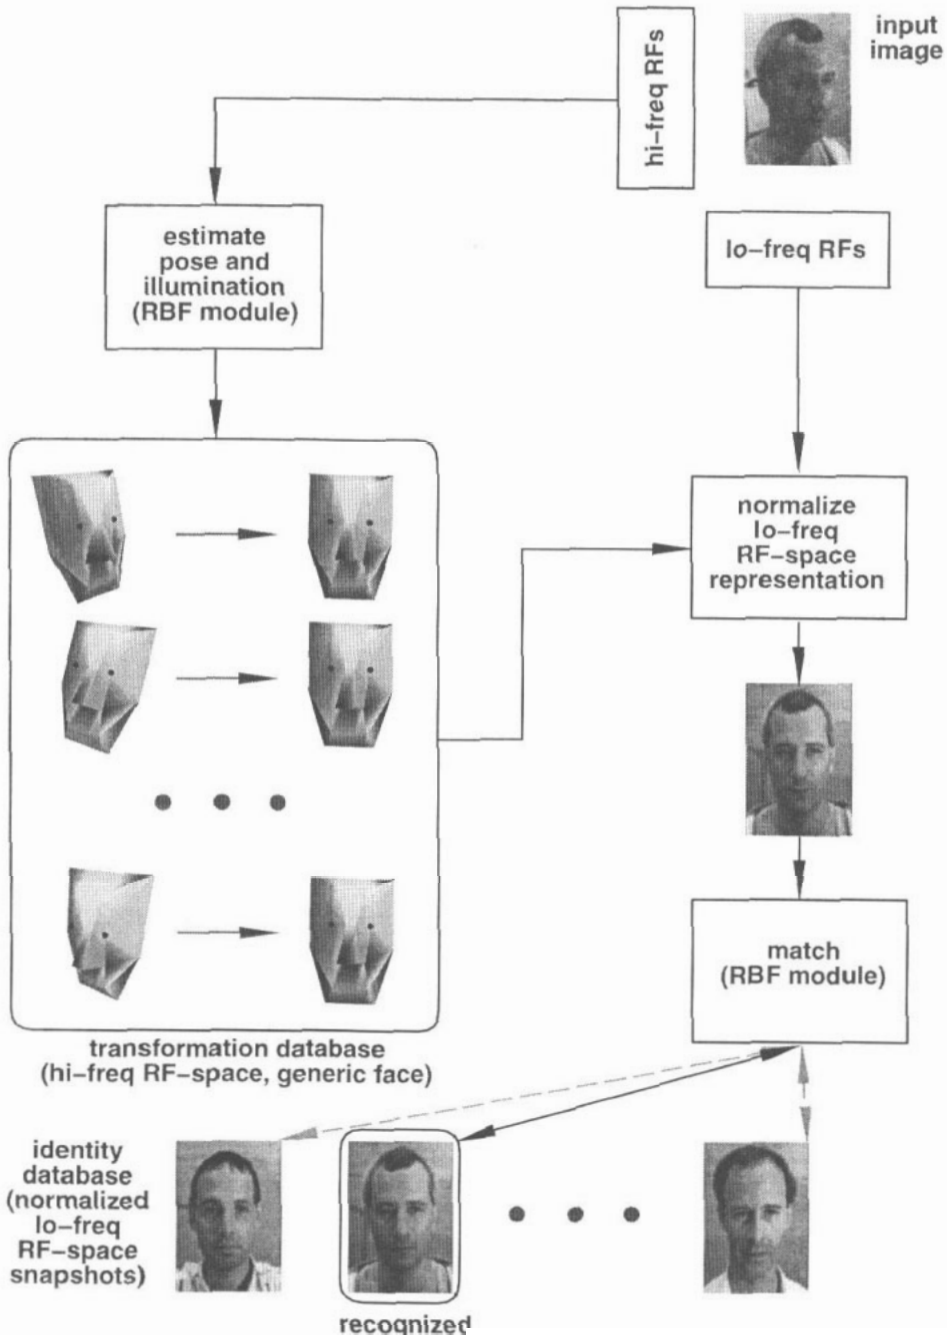 input
image
hi-freq RFs
estimate
pose and
illumination
(RBF module)
lo-freq RFs
normalize
lo-freq
RF-space
representation
match
(RBF module)
transformation database
(hi-freq RF-space, generic face)
identity
database
(normalized
lo-freq
RF-space
snapshots)
recognized